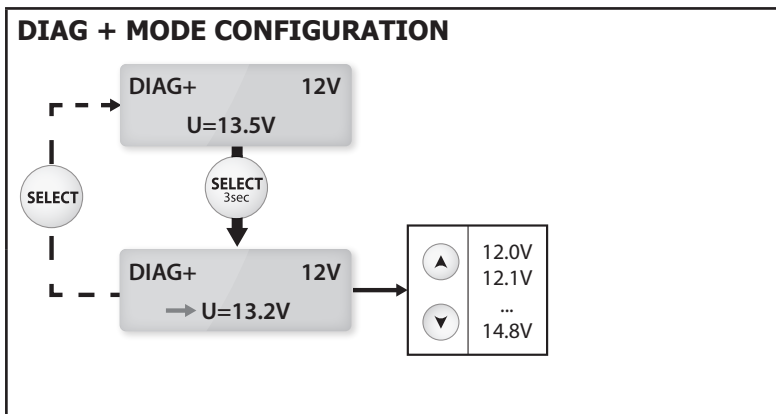 DIAG + MODE CONFIGURATION
DIAG+ 12V
U=13.5V
SELECT
SELECT
3sec
DIAG+ 12V
U=13.2V
12.0V
12.1V
...
14.8V